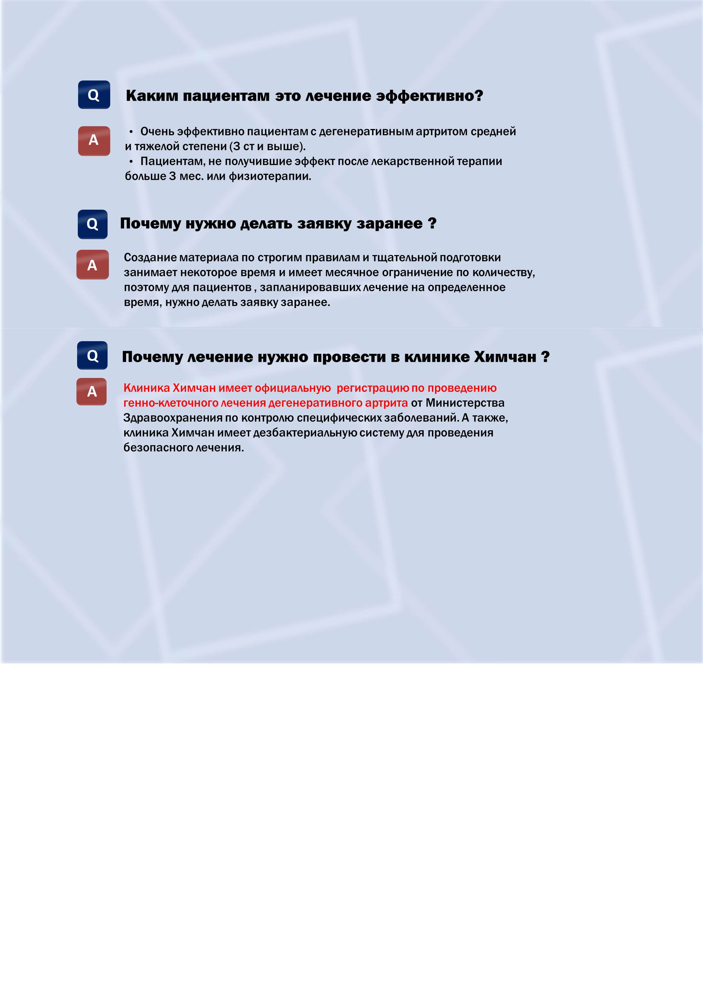 Q
Каким пациентам это лечение эффективно?
A
• Очень эффективно пациентам с дегенеративным артритом средней
и тяжелой степени (3 ст и выше).
• Пациентам, не получившие эффект после лекарственной терапии
больше 3 мес. или физиотерапии.
Q
Почему нужно делать заявку заранее ?
A
Создание материала по строгим правилам и тщательной подготовки
занимает некоторое время и имеет месячное ограничение по количеству,
поэтому для пациентов , запланировавших лечение на определенное
время, нужно делать заявку заранее.
Q
Почему лечение нужно провести в клинике Химчан ?
A
Клиника Химчан имеет официальную регистрацию по проведению
генно-клеточного лечения дегенеративного артрита от Министерства
Здравоохранения по контролю специфических заболеваний. А также,
клиника Химчан имеет дезбактериальную систему для проведения
безопасного лечения.